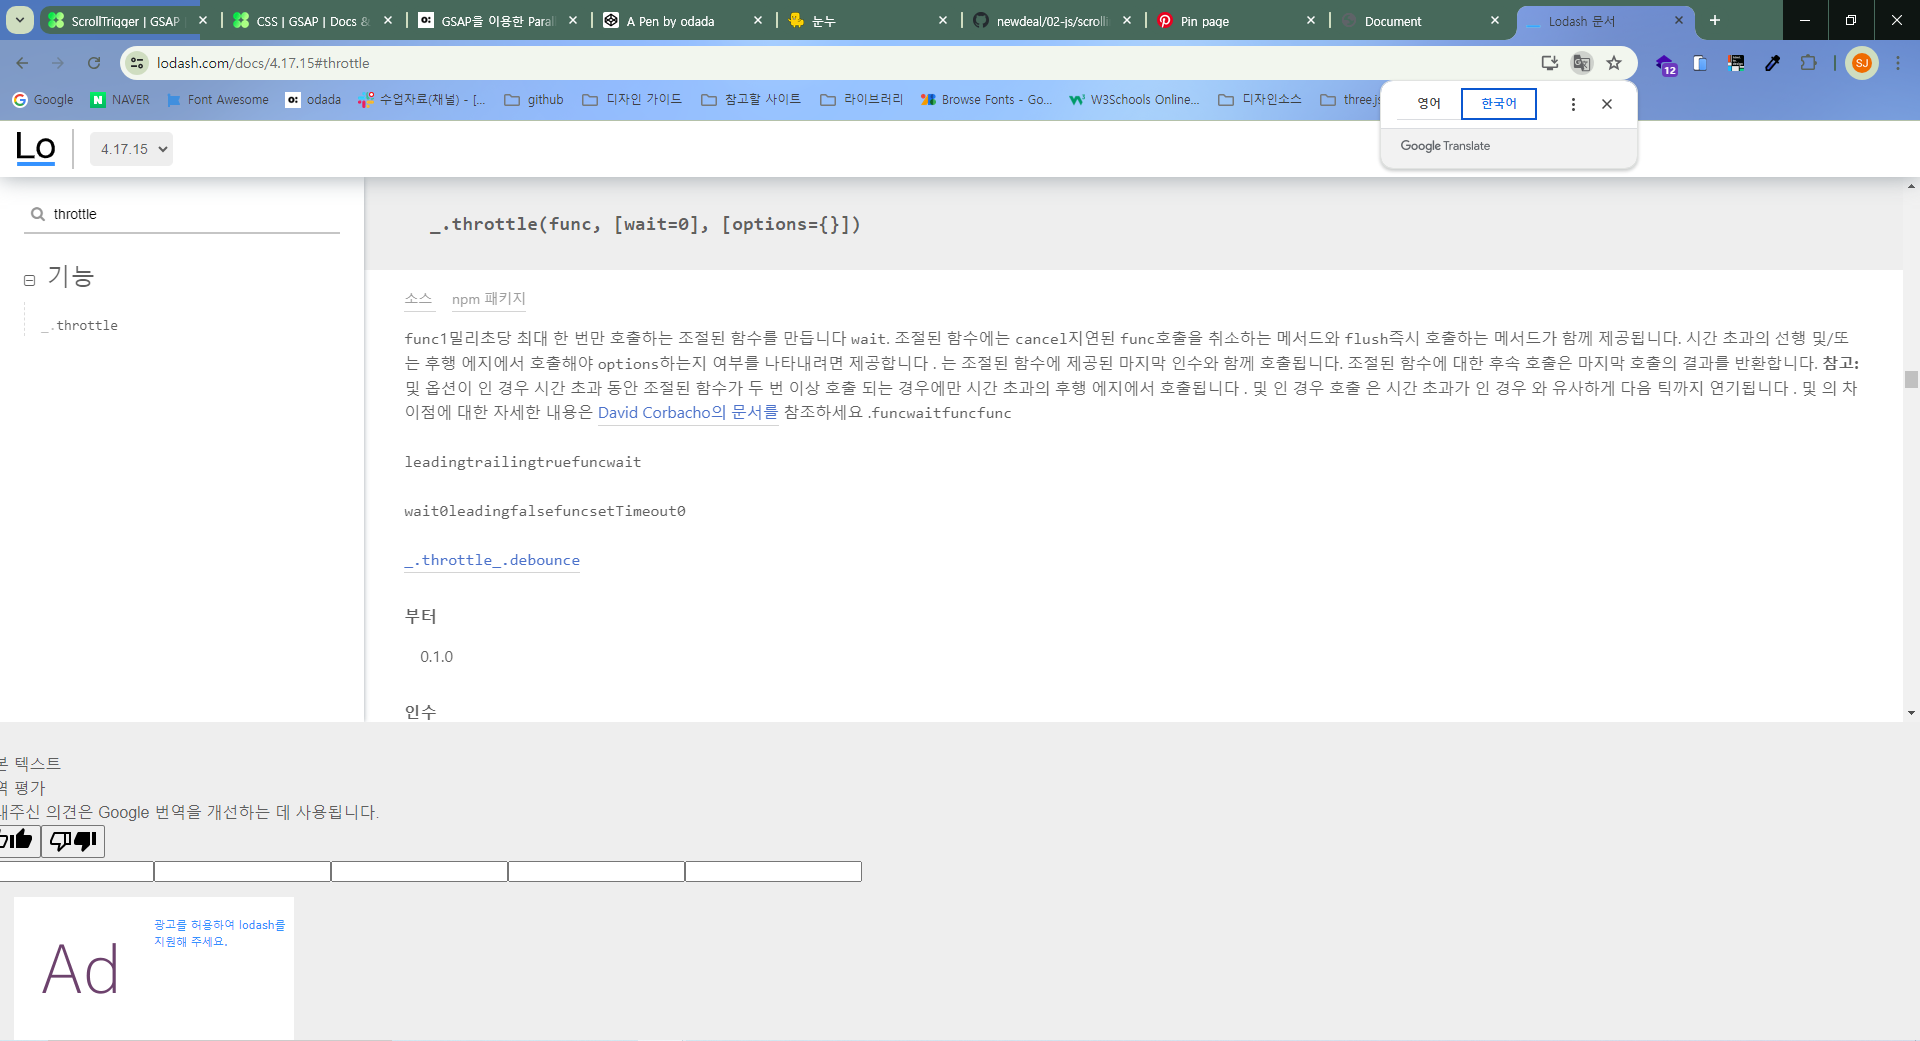 ScrollTrigger | GSAP
CSS | GSAP | Docs &
GSAP을 이용한 Paral
A Pen by odada
눈누
newdeal/02-js/scrolli
Pin page
Document
Lodash 문서
lodash.com/docs/4.17.15#throttle
12
SJ
Google
NAVER
Font Awesome
odada
수업자료(채널) - [...
github
디자인 가이드
참고할 사이트
라이브러리
Browse Fonts - Go...
W3Schools Online...
디자인소스
three.js
영어
한국어
Google Translate
Lo
4.17.15
throttle
기능
_.throttle
_.throttle(func, [wait=0], [options={}])
소스
npm 패키지
func1밀리초당 최대 한 번만 호출하는 조절된 함수를 만듭니다 wait. 조절된 함수에는 cancel지연된 func호출을 취소하는 메서드와 flush즉시 호출하는 메서드가 함께 제공됩니다. 시간 초과의 선행 및/또
는 후행 에지에서 호출해야 options하는지 여부를 나타내려면 제공합니다 . 는 조절된 함수에 제공된 마지막 인수와 함께 호출됩니다. 조절된 함수에 대한 후속 호출은 마지막 호출의 결과를 반환합니다. 참고:
및 옵션이 인 경우 시간 초과 동안 조절된 함수가 두 번 이상 호출 되는 경우에만 시간 초과의 후행 에지에서 호출됩니다 . 및 인 경우 호출 은 시간 초과가 인 경우 와 유사하게 다음 틱까지 연기됩니다 . 및 의 차
이점에 대한 자세한 내용은 David Corbacho의 문서를 참조하세요 .funcwaitfuncfunc
leadingtrailingtruefuncwait
wait0leadingfalsefuncsetTimeout0
_.throttle_.debounce
부터
0.1.0
인수
본 텍스트
역 평가
내주신 의견은 Google 번역을 개선하는 데 사용됩니다.
Ad
광고를 허용하여 lodash를
지원해 주세요.